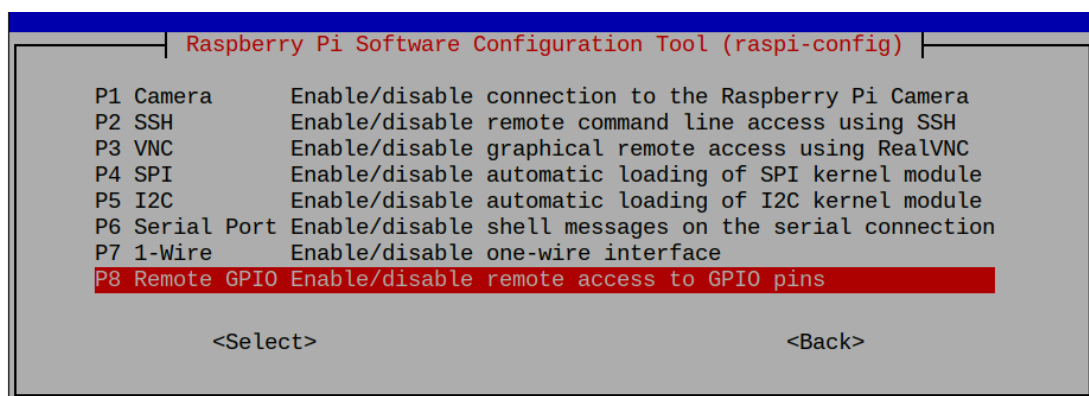 Raspberry Pi Software Configuration Tool (raspi-config)
P1 Camera Enable/disable connection to the Raspberry Pi Camera
P2 SSH Enable/disable remote command line access using SSH
P3 VNC Enable/disable graphical remote access using RealVNC
P4 SPI Enable/disable automatic loading of SPI kernel module
P5 I2C Enable/disable automatic loading of I2C kernel module
P6 Serial Port Enable/disable shell messages on the serial connection
P7 1-Wire Enable/disable one-wire interface
P8 Remote GPIO Enable/disable remote access to GPIO pins
<Select> <Back>